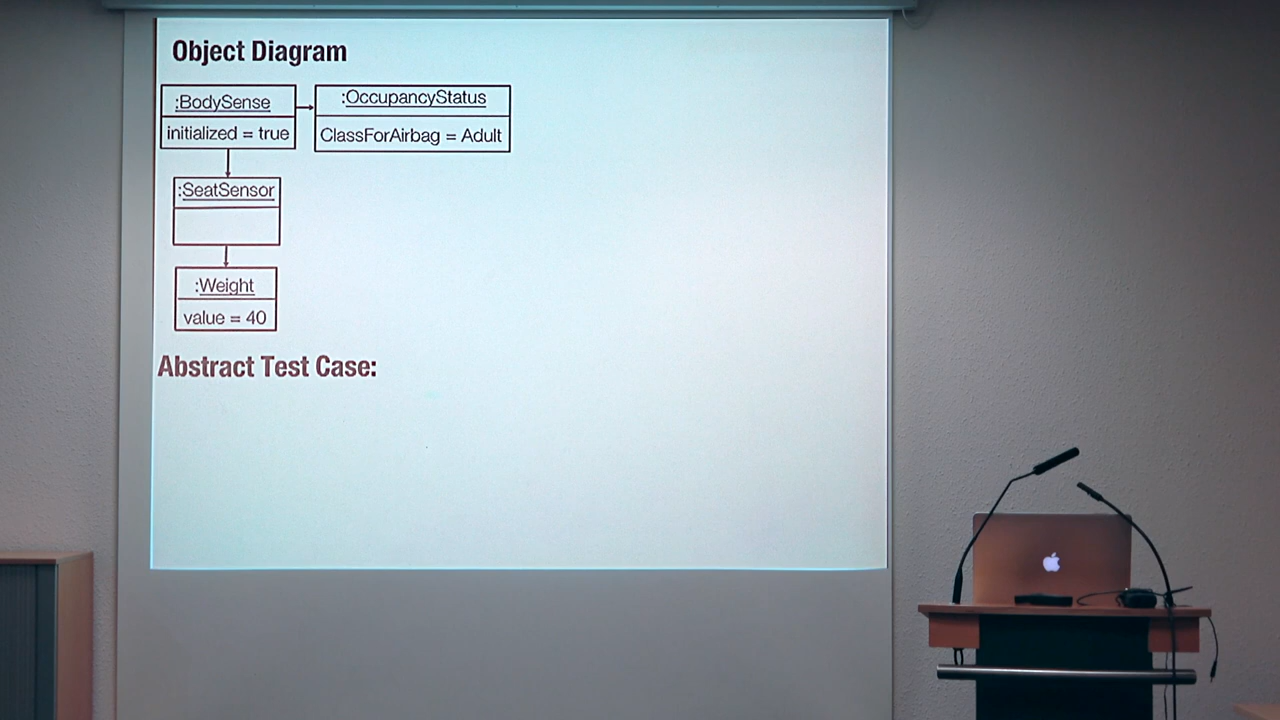 Object Diagram
:BodySense
initialized = true
:OccupancyStatus
ClassForAirbag = Adult
:SeatSensor
:Weight
value = 40
Abstract Test Case: